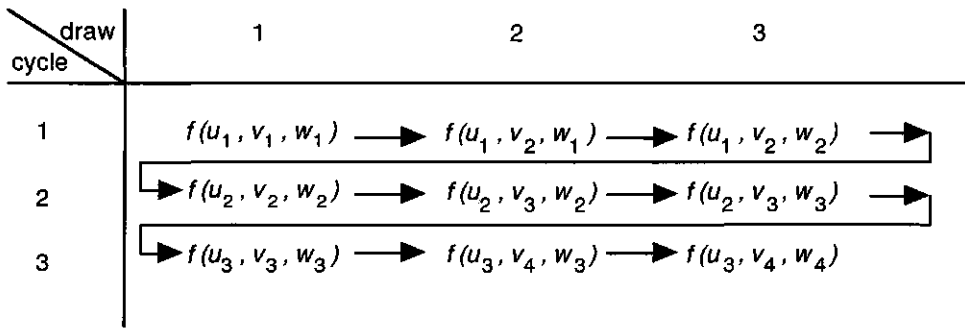 draw 1 2 3
cycle
1 f(u₁, v₁, w₁) f(u₁, v₂, w₁) f(u₁, v₂, w₂)
2 f(u₂, v₂, w₂) f(u₂, v₃, w₂) f(u₂, v₃, w₃)
3 f(u₃, v₃, w₃) f(u₃, v₄, w₃) f(u₃, v₄, w₄)